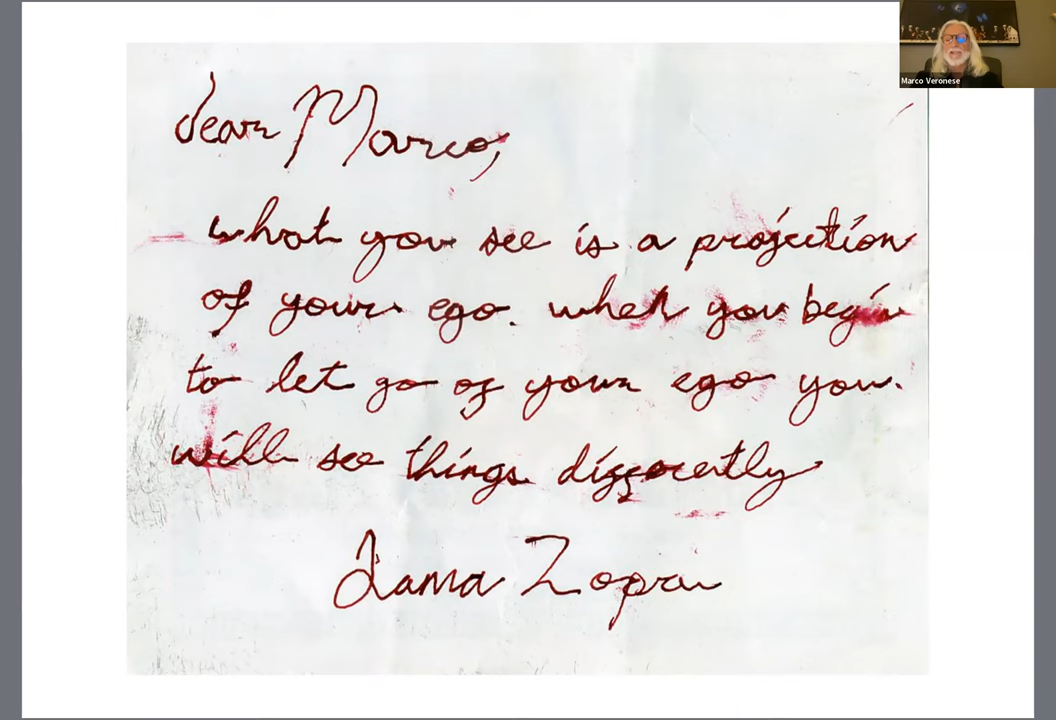 Marco Veronese
dear Marco,
what you see is a projection
of your ego. when you begin
to let go of your ego you.
will see things differently
Lama Zopa